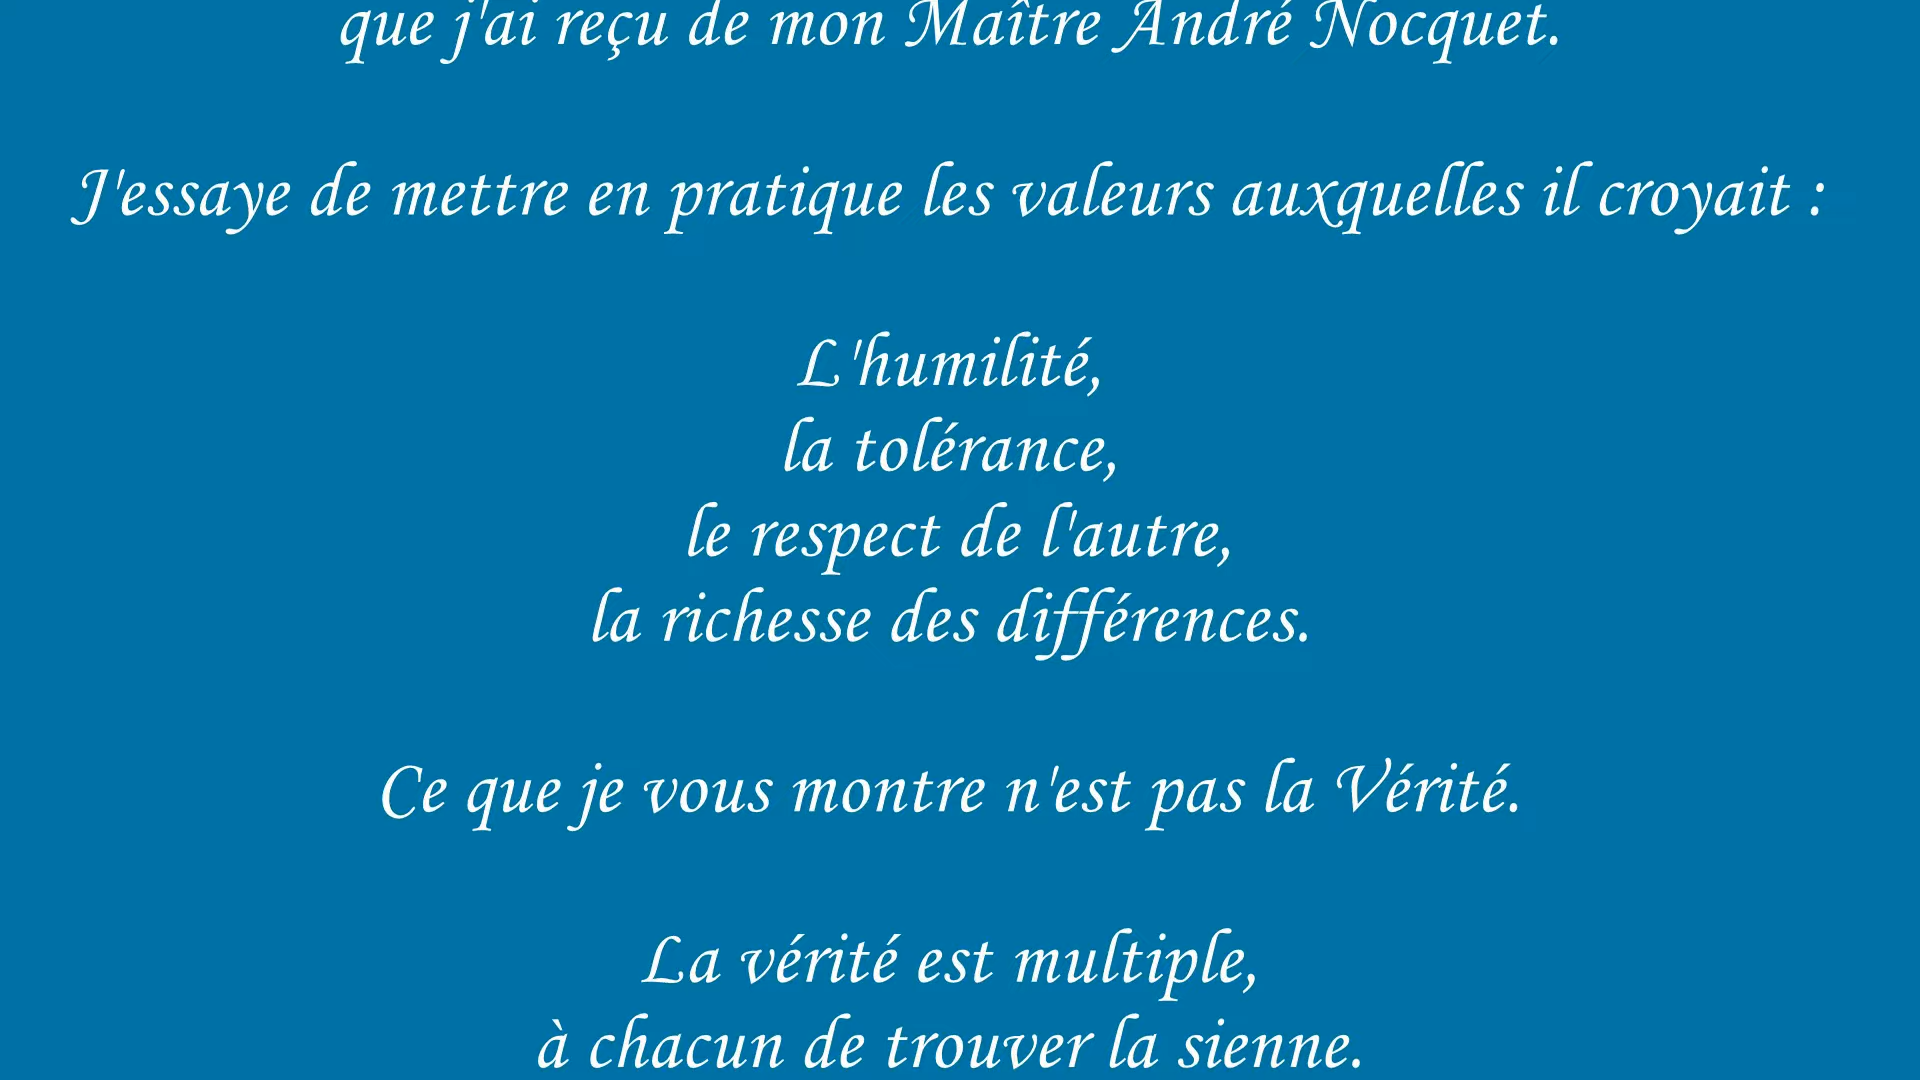 que j'ai reçu de mon Maître André Nocquet.
J'essaye de mettre en pratique les valeurs auxquelles il croyait :
L'humilité,
la tolérance,
le respect de l'autre,
la richesse des différences.
Ce que je vous montre n'est pas la Vérité.
La vérité est multiple,
à chacun de trouver la sienne.